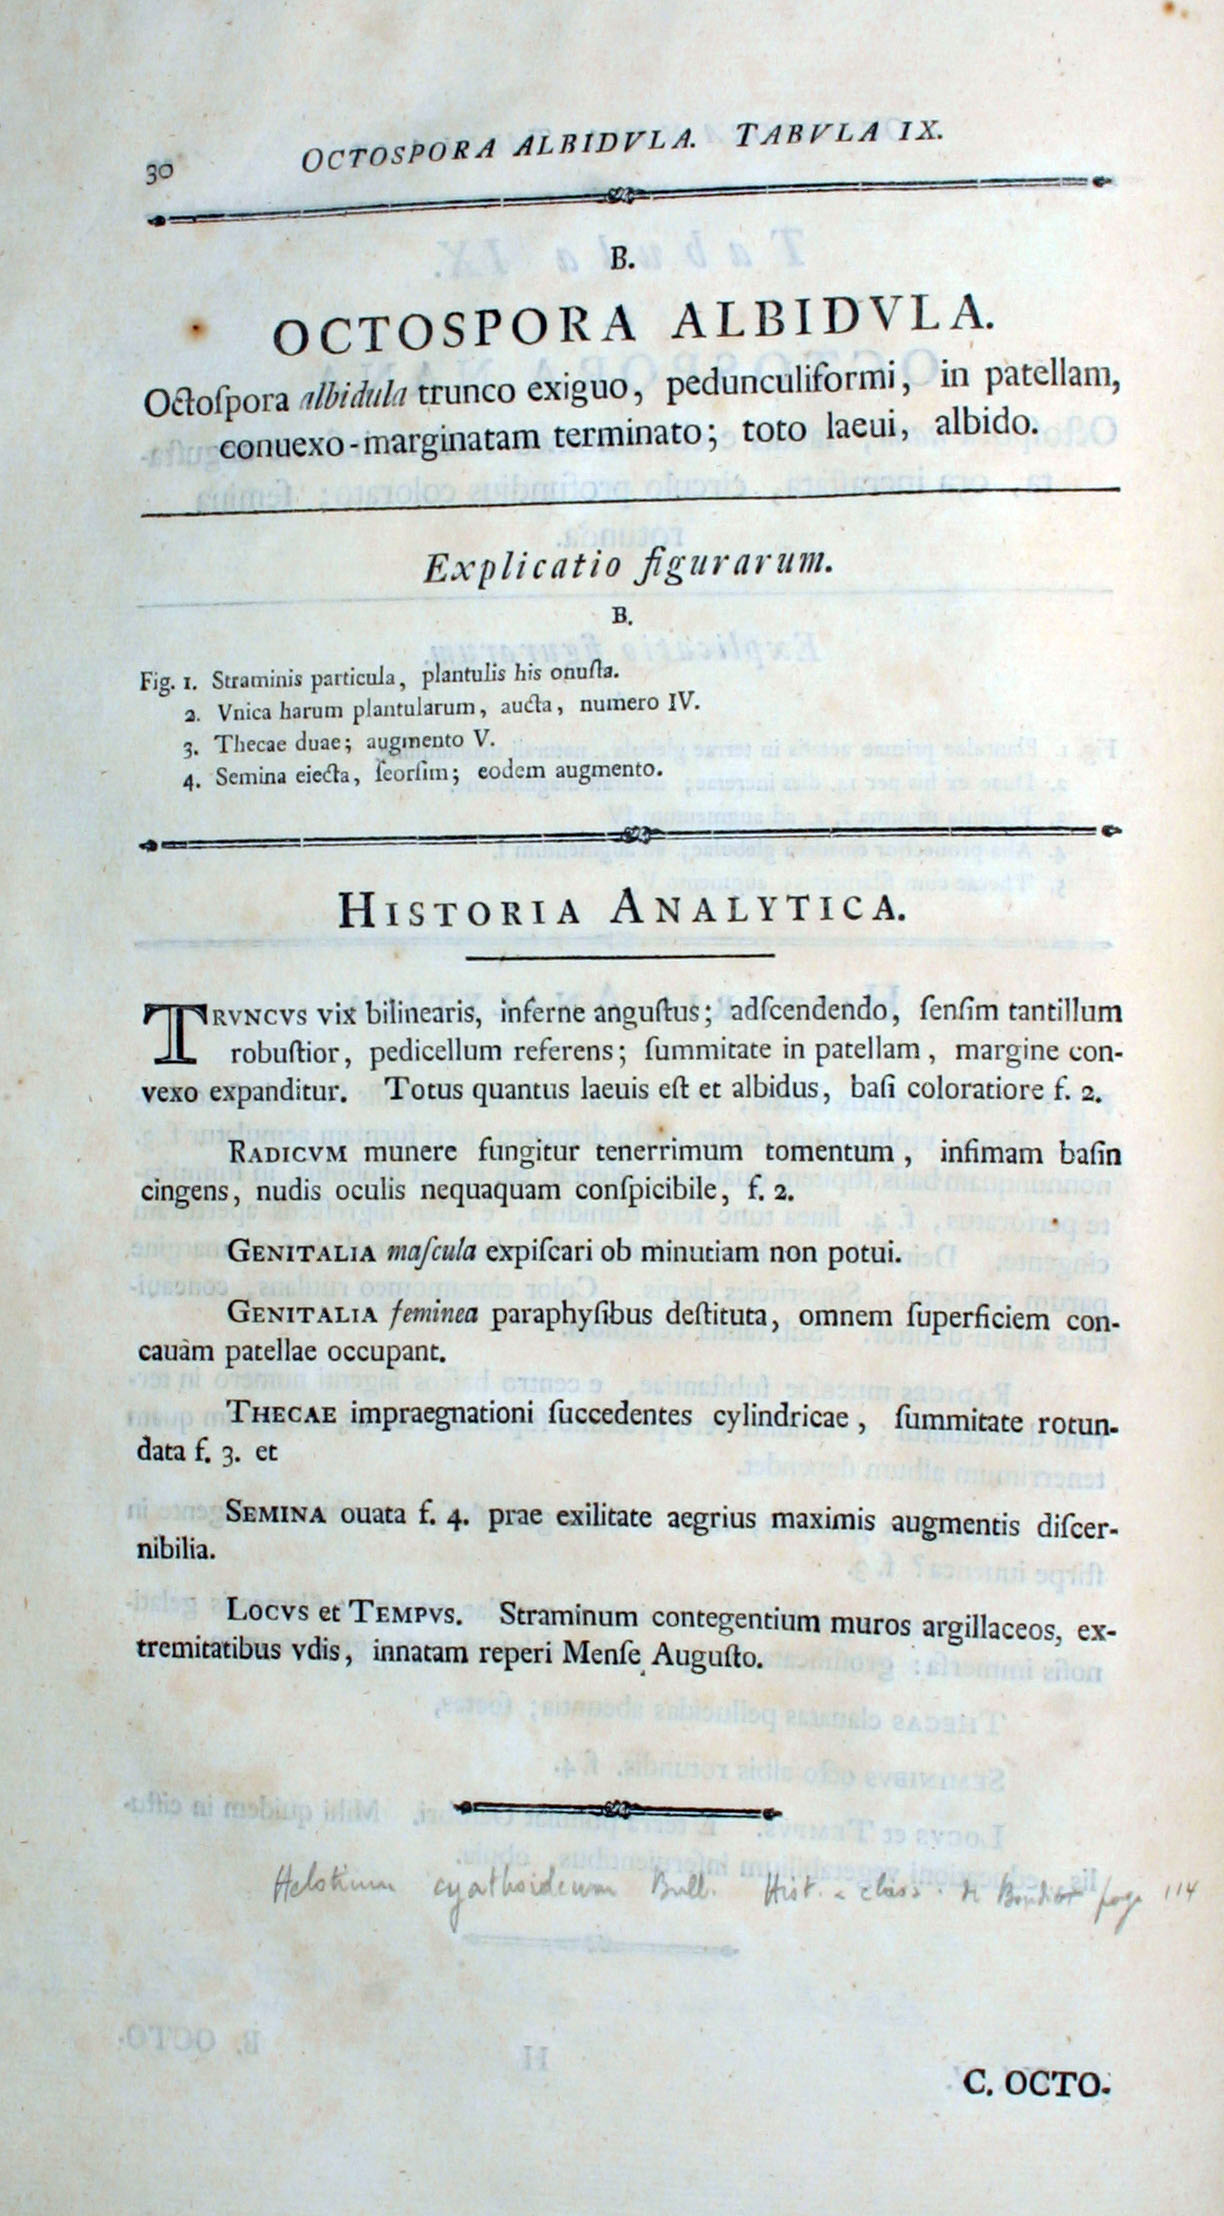 30
OCTOSPORA ALBIDVLA. TABVLA IX.
B.
OCTOSPORA ALBIDVLA.
Octoſpora albidula trunco exiguo, pedunculiformi, in patellam,
conuexo-marginatam terminato; toto laeui, albido.
Explicatio figurarum.
B.
Fig. 1. Straminis particula, plantulis his onuſta.
2. Vnica harum plantularum, aucta, numero IV.
3. Thecae duae; augmento V.
4. Semina eiecta, ſeorſim; eodem augmento.
HISTORIA ANALYTICA.
TRVNCVS vix bilinearis, inferne anguſtus; adſcendendo, ſenſim tantillum
robuſtior, pedicellum referens; ſummitate in patellam, margine con-
vexo expanditur. Totus quantus laeuis eſt et albidus, baſi coloratiore f. 2.
RADICVM munere fungitur tenerrimum tomentum, infimam baſin
cingens, nudis oculis nequaquam conſpicibile, f. 2.
GENITALIA maſcula expiſcari ob minutiam non potui.
GENITALIA feminea paraphyſibus deſtituta, omnem ſuperficiem con-
cauam patellae occupant.
THECAE impraegnationi ſuccedentes cylindricae, ſummitate rotun-
data f. 3. et
SEMINA ouata f. 4. prae exilitate aegrius maximis augmentis diſcer-
nibilia.
LOCVS et TEMPVS. Straminum contegentium muros argillaceos, ex-
tremitatibus vdis, innatam reperi Menſe Auguſto.
cyathoideum Bull. Hist. & class. de Boudier page 114
C. OCTO-